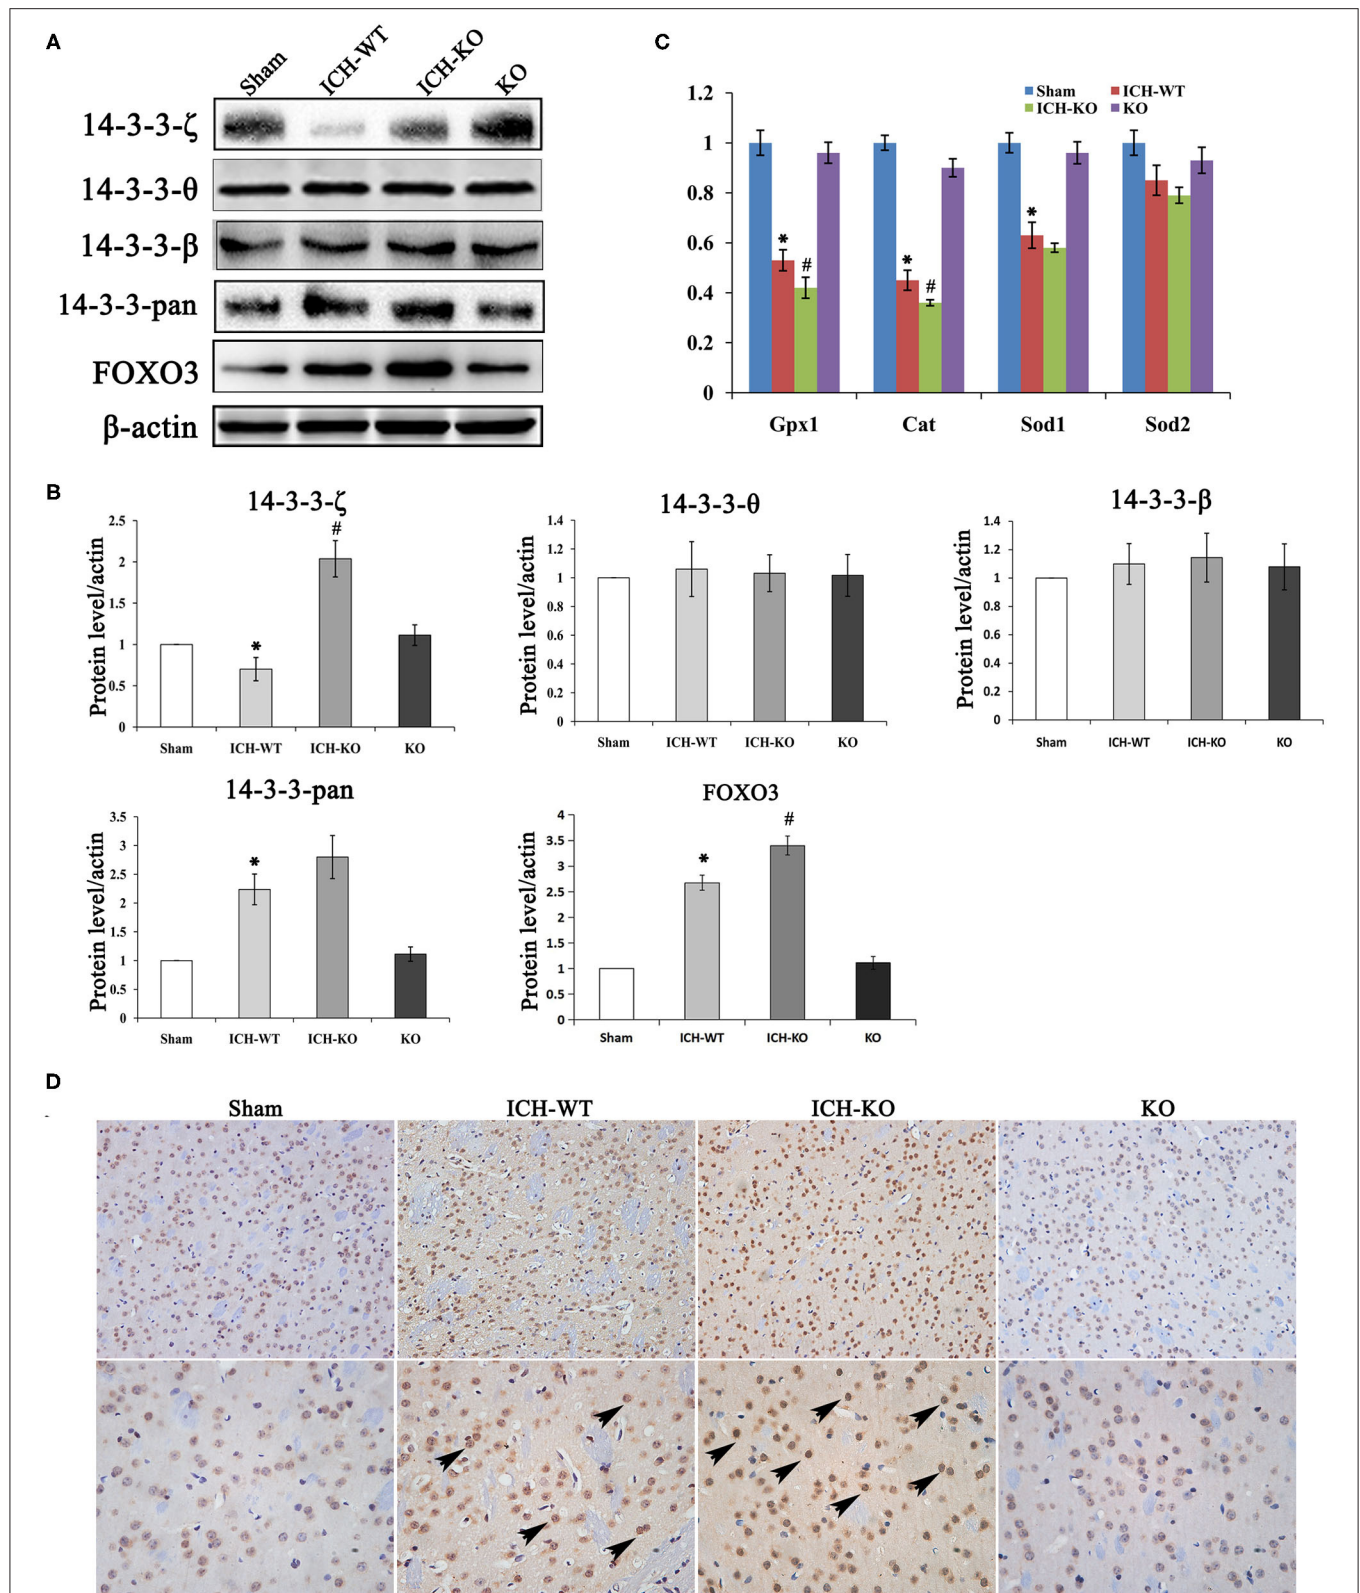 A
Sham ICH-WT ICH-KO KO
14-3-3-ζ
14-3-3-θ
14-3-3-β
14-3-3-pan
FOXO3
β-actin
C
Sham ICH-WT
ICH-KO KO
1.2
1
0.8
0.6
0.4
0.2
0
* # * # *
Gpx1 Cat Sod1 Sod2
B
14-3-3-ζ
Protein level/actin
2.5
2
1.5
1
0.5
0
* #
Sham ICH-WT ICH-KO KO
14-3-3-θ
Protein level/actin
1.4
1.2
1
0.8
0.6
0.4
0.2
0
Sham ICH-WT ICH-KO KO
14-3-3-β
Protein level/actin
1.4
1.2
1
0.8
0.6
0.4
0.2
0
Sham ICH-WT ICH-KO KO
14-3-3-pan
Protein level/actin
3.5
3
2.5
2
1.5
1
0.5
0
*
Sham ICH-WT ICH-KO KO
FOXO3
Protein level/actin
4
3.5
3
2.5
2
1.5
1
0.5
0
* #
Sham ICH-WT ICH-KO KO
D
Sham ICH-WT ICH-KO KO